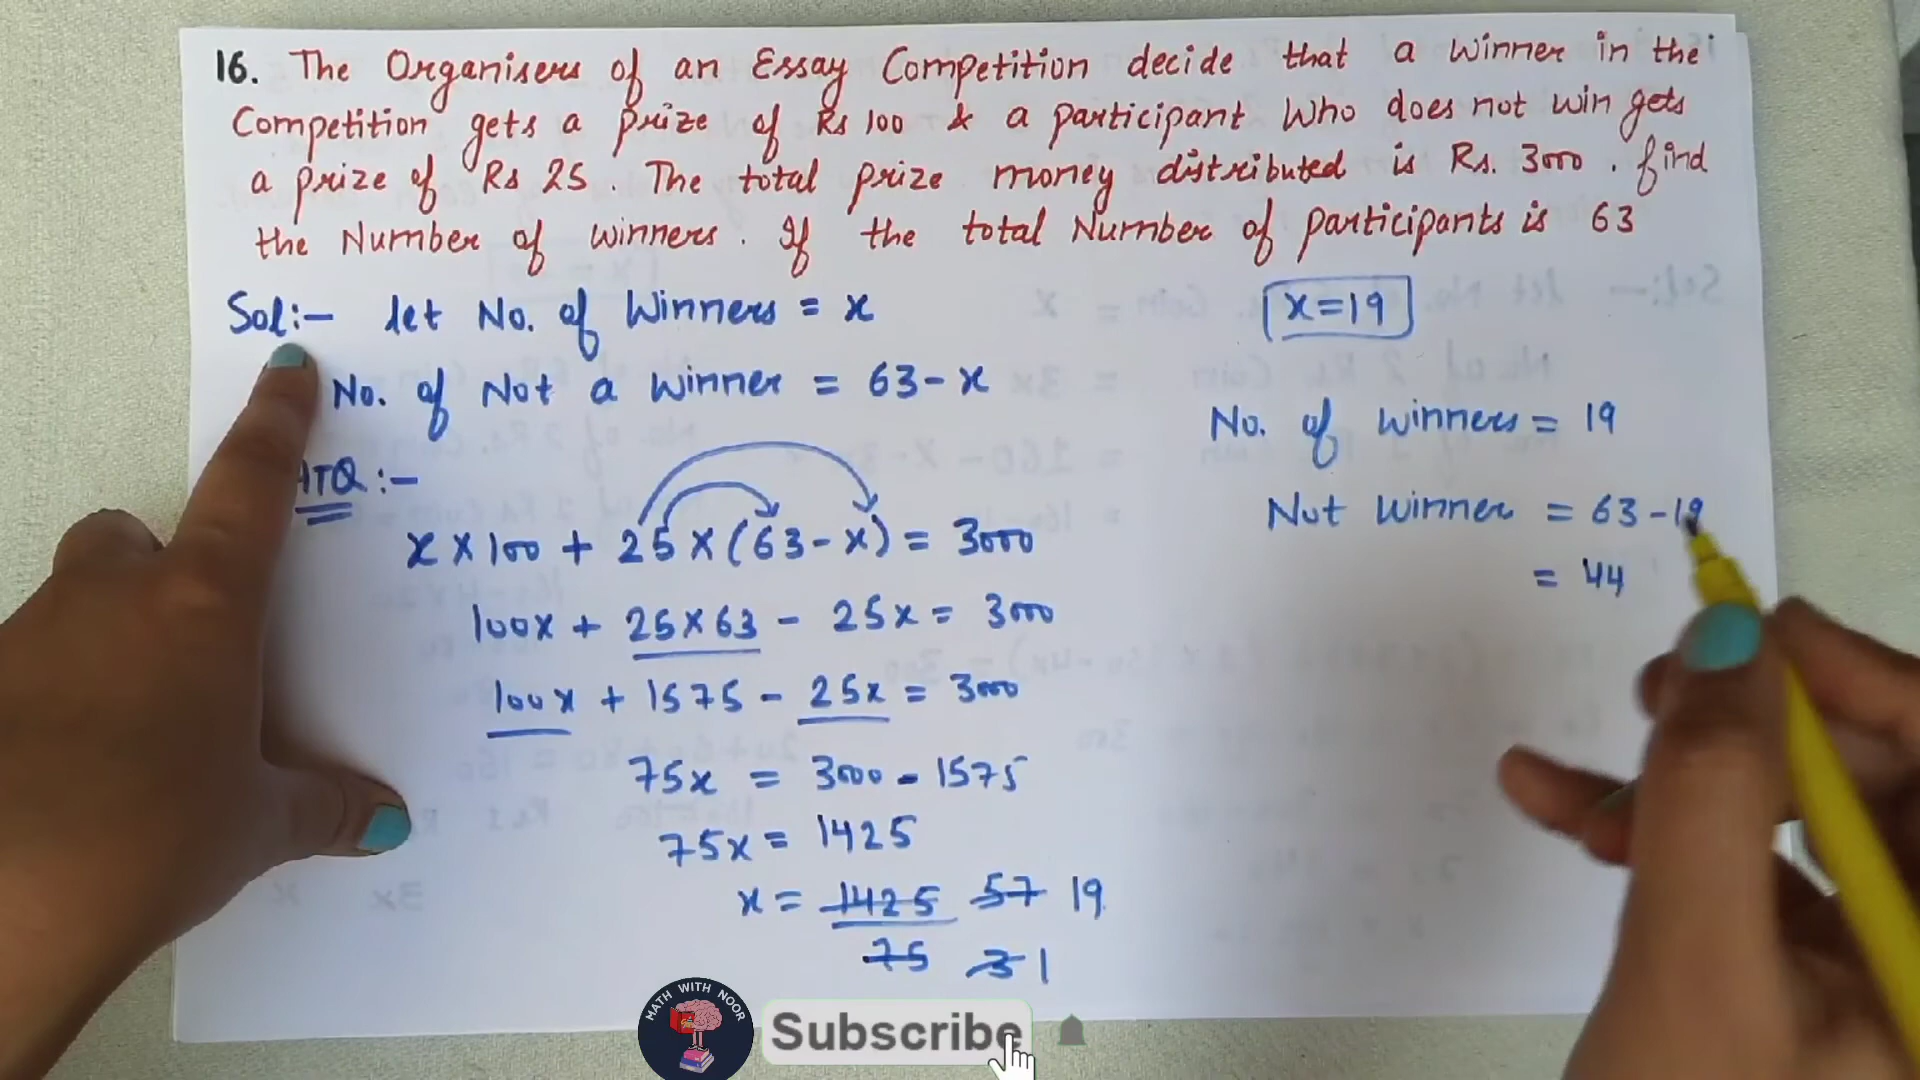 16. The Organisers of an Essay Competition decide that a Winner in the
Competition gets a prize of Rs 100 & a participant Who does not win gets
a prize of Rs 25. The total prize money distributed is Rs. 3000. find
the Number of winners. If the total Number of participants is 63
Sol:- let No. of Winners = x
No. of Not a winner = 63-x
ATQ:-
x × 100 + 25 × (63-x) = 3000
100x + 25×63 - 25x = 3000
100x + 1575 - 25x = 3000
75x = 3000 - 1575
75x = 1425
x = 1425 57 19
75 3 1
x=19
No. of winners = 19
Not winner = 63-19
= 44
MATH WITH NOOR
Subscribe